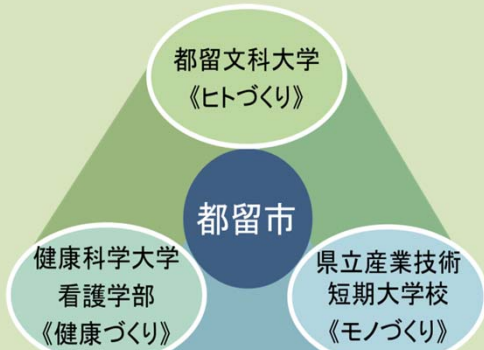 都留文科大学
《ヒトづくり》
都留市
健康科学大学
看護学部
《健康づくり》
県立産業技術
短期大学校
《モノづくり》